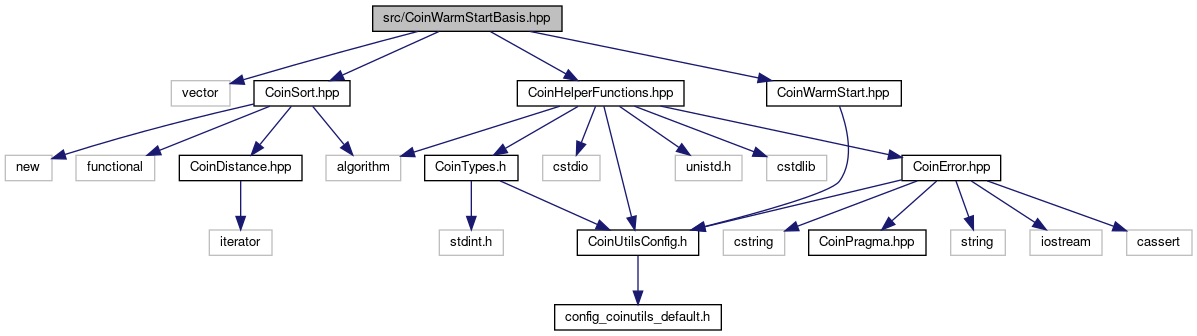 src/CoinWarmStartBasis.hpp
vector
CoinSort.hpp
CoinHelperFunctions.hpp
CoinWarmStart.hpp
new
functional
CoinDistance.hpp
algorithm
CoinTypes.h
cstdio
unistd.h
cstdlib
CoinError.hpp
iterator
stdint.h
CoinUtilsConfig.h
cstring
CoinPragma.hpp
string
iostream
cassert
config_coinutils_default.h